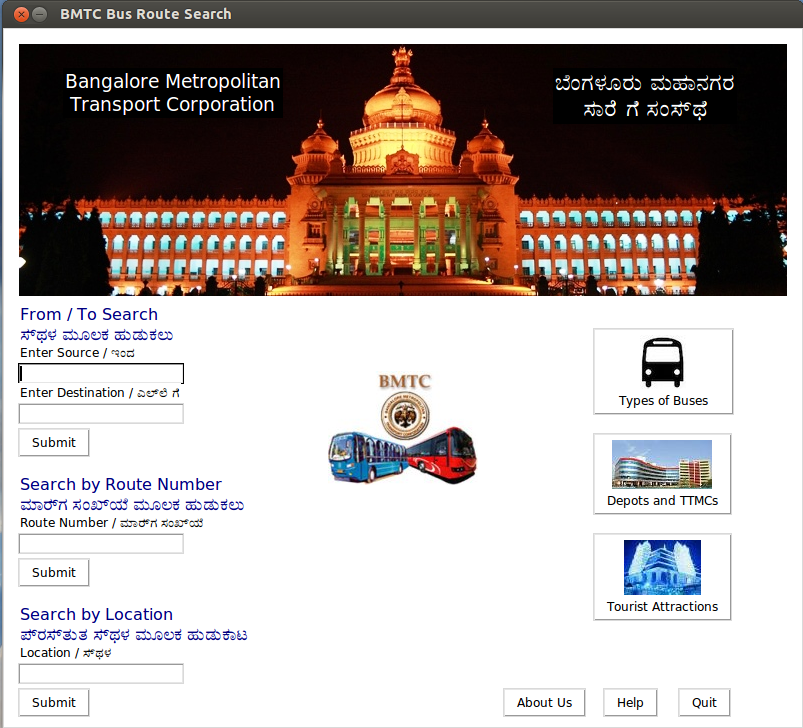 BMTC Bus Route Search
Bangalore Metropolitan
Transport Corporation
ಬೆಂಗಳೂರು ಮಹಾನಗರ
ಸಾರೆ ಗೆ ಸಂಸ್‌ಥೆ
From / To Search
ಸ್‌ಥಳ ಮೂಲಕ ಹುಡುಕಲು
Enter Source / ಇಂದ
Enter Destination / ಎಲ್‌ಲಿ ಗೆ
Submit
Search by Route Number
ಮಾರ್‌ಗ ಸಂಖ್‌ಯೆ ಮೂಲಕ ಹುಡುಕಲು
Route Number / ಮಾರ್‌ಗ ಸಂಖ್‌ಯೆ
Submit
Search by Location
ಪ್‌ರಸ್‌ತುತ ಸ್‌ಥಳ ಮೂಲಕ ಹುಡುಕಾಟ
Location / ಸ್‌ಥಳ
Submit
BMTC
Types of Buses
Depots and TTMCs
Tourist Attractions
About Us
Help
Quit